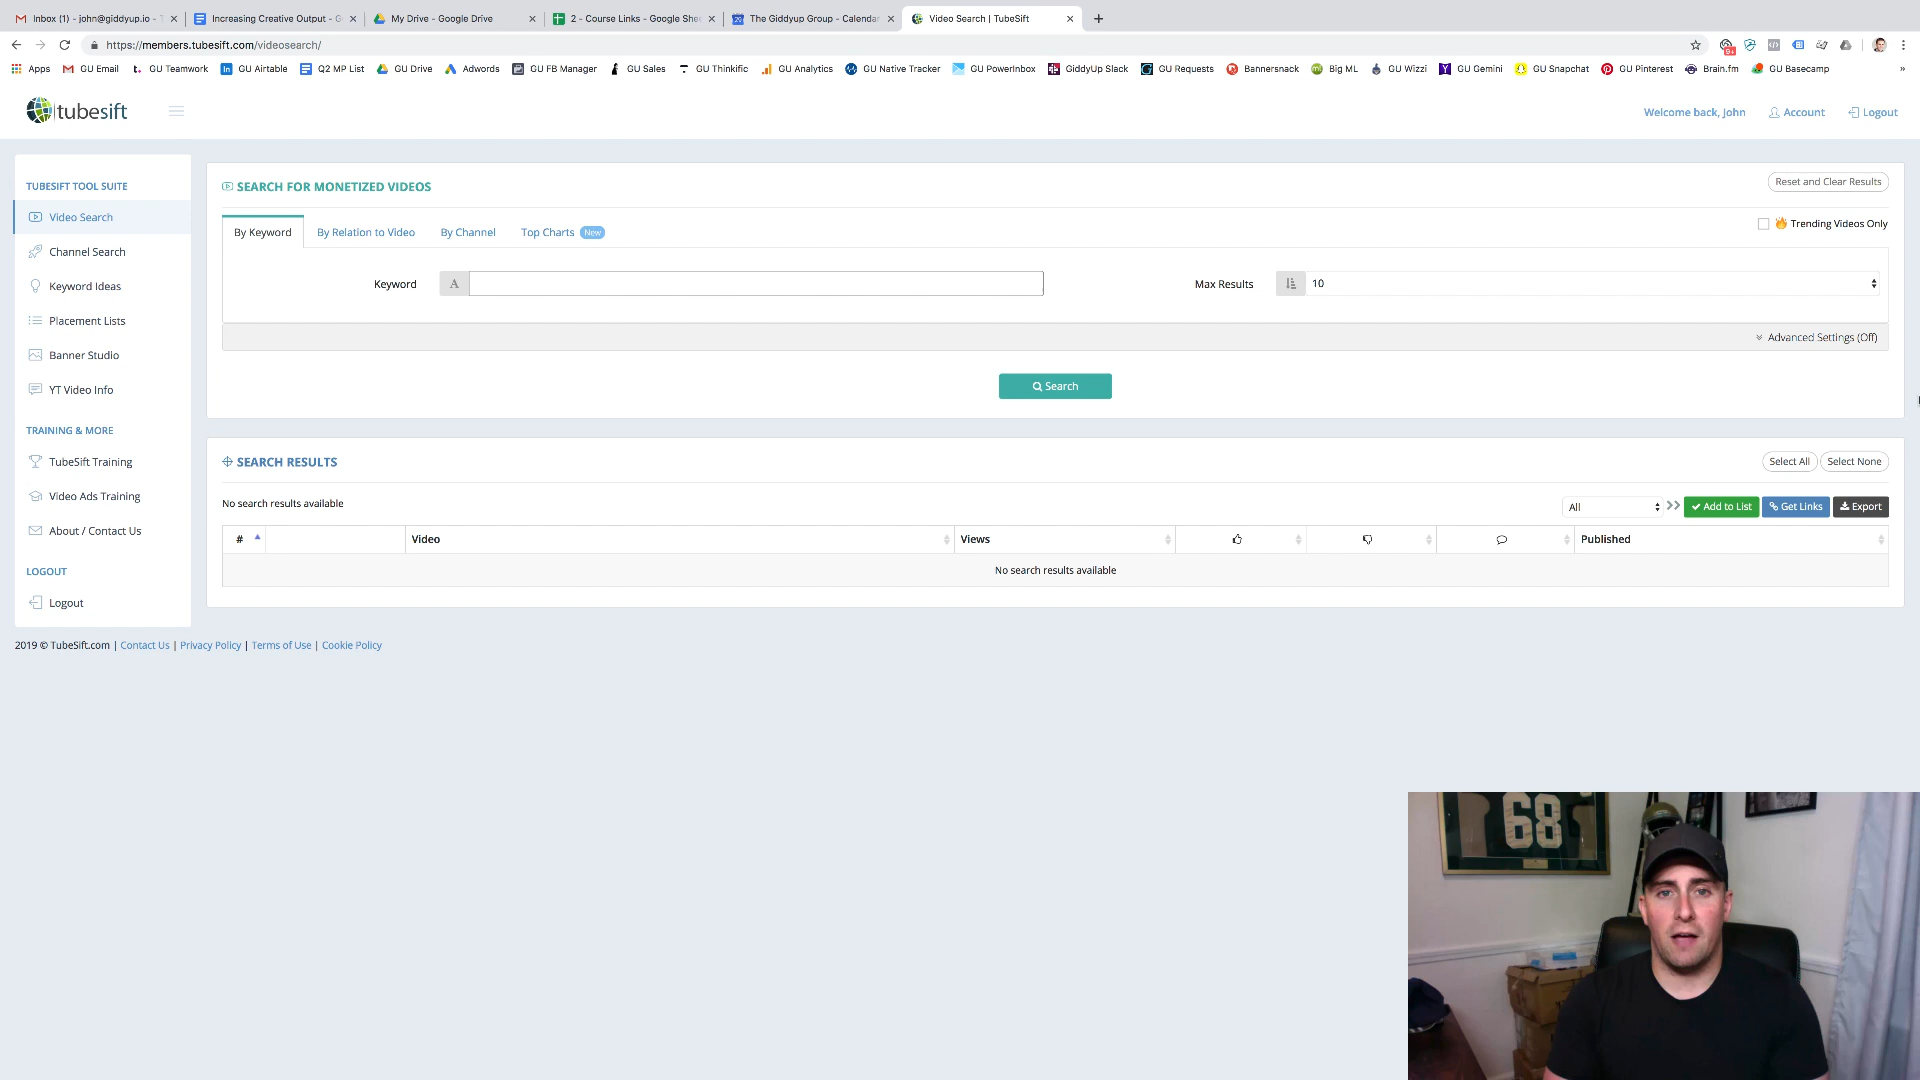 Inbox (1) - john@giddyup.io -
Increasing Creative Output - G
My Drive - Google Drive
2 - Course Links - Google She
The Giddyup Group - Calendar
Video Search | TubeSift
https://members.tubesift.com/videosearch/
Apps
GU Email
GU Teamwork
GU Airtable
Q2 MP List
GU Drive
Adwords
GU FB Manager
GU Sales
GU Thinkific
GU Analytics
GU Native Tracker
GU PowerInbox
GiddyUp Slack
GU Requests
Bannersnack
Big ML
GU Wizzi
GU Gemini
GU Snapchat
GU Pinterest
Brain.fm
GU Basecamp
»
tubesift
Welcome back, John
Account
Logout
TUBESIFT TOOL SUITE
Video Search
Channel Search
Keyword Ideas
Placement Lists
Banner Studio
YT Video Info
TRAINING & MORE
TubeSift Training
Video Ads Training
About / Contact Us
LOGOUT
Logout
SEARCH FOR MONETIZED VIDEOS
Reset and Clear Results
By Keyword
By Relation to Video
By Channel
Top Charts New
Trending Videos Only
Keyword
A
Max Results
10
Advanced Settings (Off)
Search
SEARCH RESULTS
Select All
Select None
No search results available
All
Add to List
Get Links
Export
#
Video
Views
Published
No search results available
2019 © TubeSift.com | Contact Us | Privacy Policy | Terms of Use | Cookie Policy
68